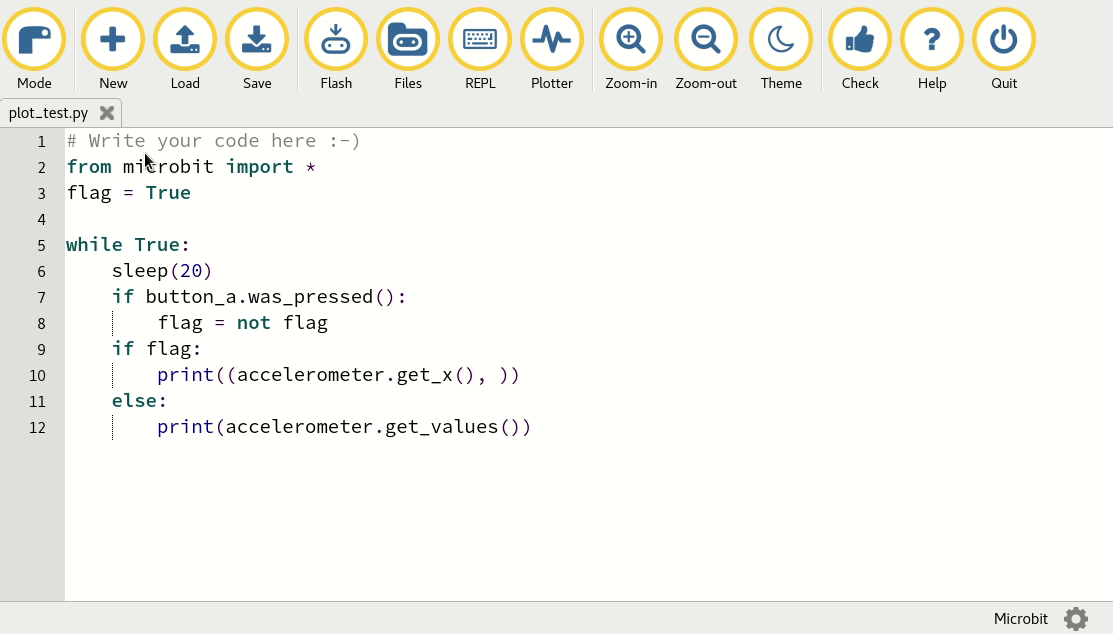 Mode New Load Save Flash Files REPL Plotter Zoom-in Zoom-out Theme Check Help Quit
plot_test.py
1 # Write your code here :-)
2 from microbit import *
3 flag = True
4
5 while True:
6     sleep(20)
7     if button_a.was_pressed():
8         flag = not flag
9     if flag:
10         print((accelerometer.get_x(), ))
11     else:
12         print(accelerometer.get_values())
Microbit